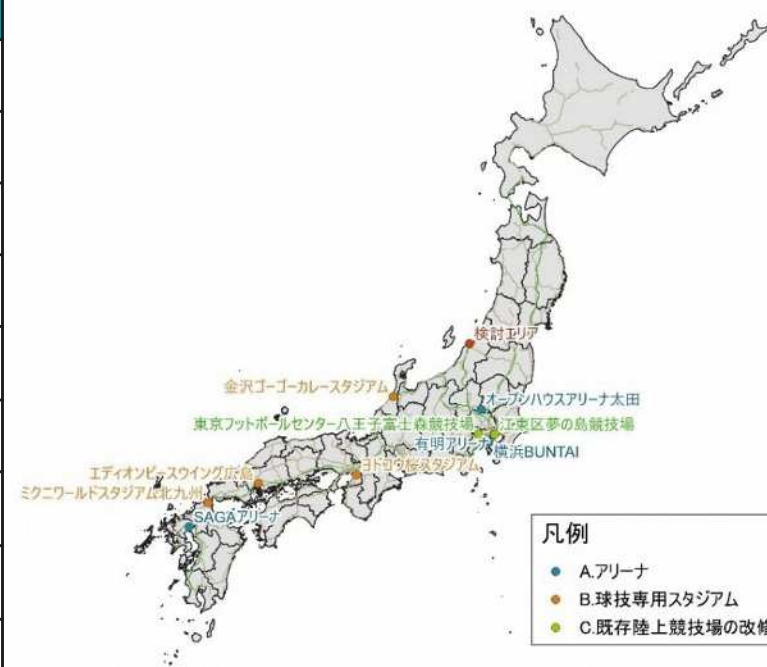 検討エリア
金沢ゴーゴーカレースタジアム
オープンハウスアリーナ太田
東京フットボールセンター八王子富士森競技場
江東区夢の島競技場
有明アリーナ
横浜BUNTAI
ヨドコウ桜スタジアム
エディオンピースウイング広島
ミクニワールドスタジアム北九州
SAGAアリーナ
凡例
A.アリーナ
B.球技専用スタジアム
C.既存陸上競技場の改修